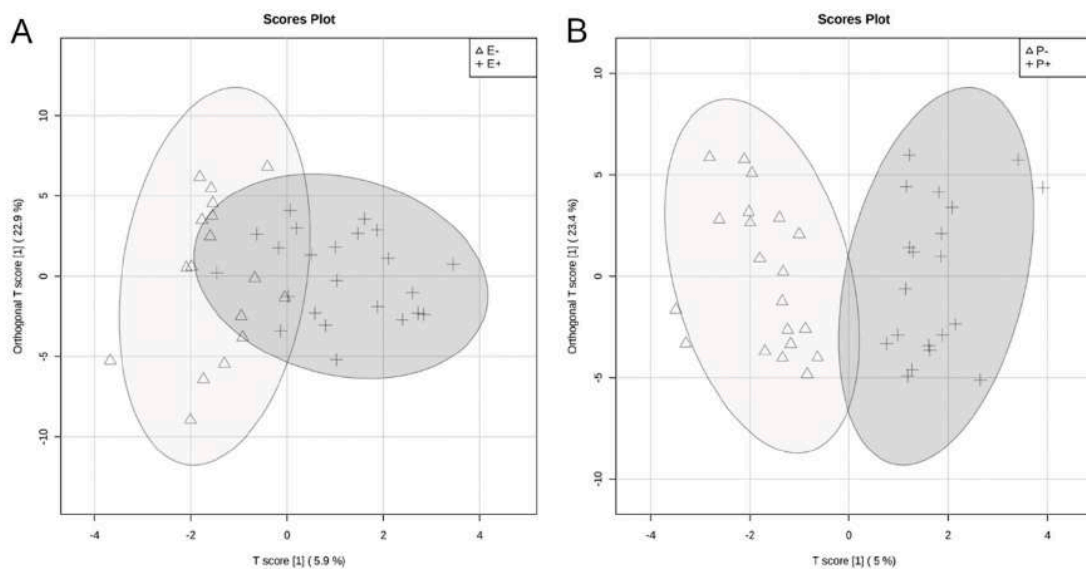 A
Scores Plot
△ E-
+ E+
Orthogonal T score [1] ( 22.9 %)
10
5
0
-5
-10
-4 -2 0 2 4
T score [1] ( 5.9 %)
B
Scores Plot
△ P-
+ P+
Orthogonal T score [1] ( 23.4 %)
10
5
0
-5
-10
-4 -2 0 2 4
T score [1] ( 5 %)